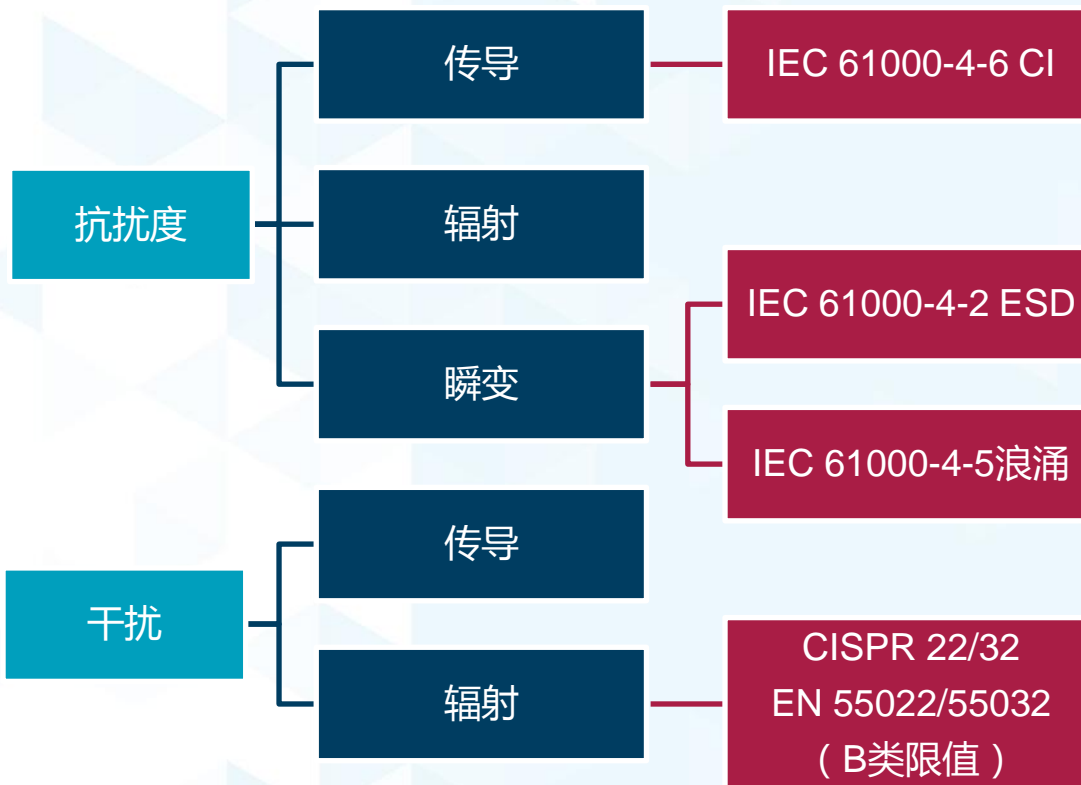 传导
IEC 61000-4-6 CI
抗扰度
辐射
IEC 61000-4-2 ESD
瞬变
IEC 61000-4-5浪涌
传导
干扰
辐射
CISPR 22/32
EN 55022/55032
（B类限值）